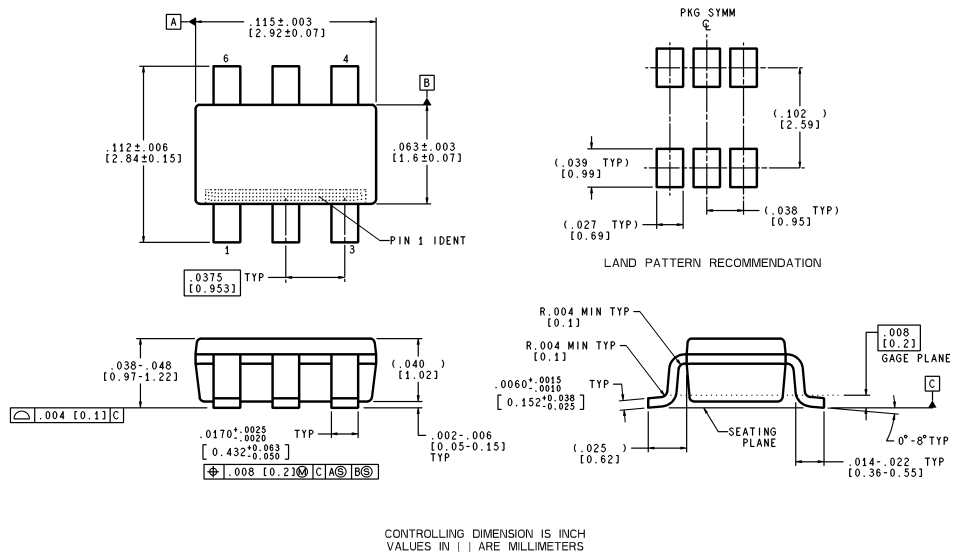 A
.115±.003
[2.92±0.07]
6
4
B
.112±.006
[2.84±0.15]
.063±.003
[1.6±0.07]
PIN 1 IDENT
1
3
.0375
[0.953]
TYP
PKG SYMM
℄
(.102 )
[2.59]
(.039 TYP)
[0.99]
(.027 TYP)
[0.69]
(.038 TYP)
[0.95]
LAND PATTERN RECOMMENDATION
.038-.048
[0.97-1.22]
(.040 )
[1.02]
⌓ .004 [0.1] C
.0170+.0025 -.0020 TYP
[ 0.432+0.063 -0.050 ]
⌖ .008 [0.2]Ⓜ C AⓈ BⓈ
.002-.006
[0.05-0.15]
TYP
R.004 MIN TYP
[0.1]
R.004 MIN TYP
[0.1]
.0060+.0015 -.0010 TYP
[ 0.152+0.038 -0.025 ]
.008
[0.2]
GAGE PLANE
C
SEATING
PLANE
0°-8°TYP
(.025 )
[0.62]
.014-.022 TYP
[0.36-0.55]
CONTROLLING DIMENSION IS INCH
VALUES IN [ ] ARE MILLIMETERS